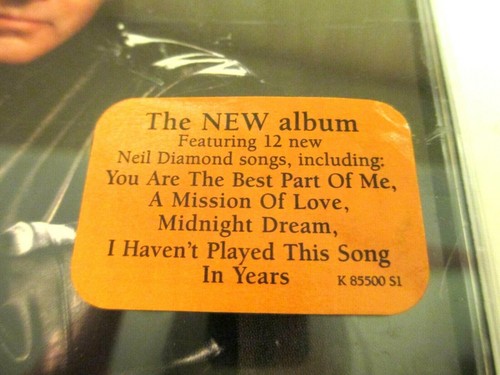 The NEW album
Featuring 12 new
Neil Diamond songs, including:
You Are The Best Part Of Me,
A Mission Of Love,
Midnight Dream,
I Haven't Played This Song
In Years
K 85500 S1